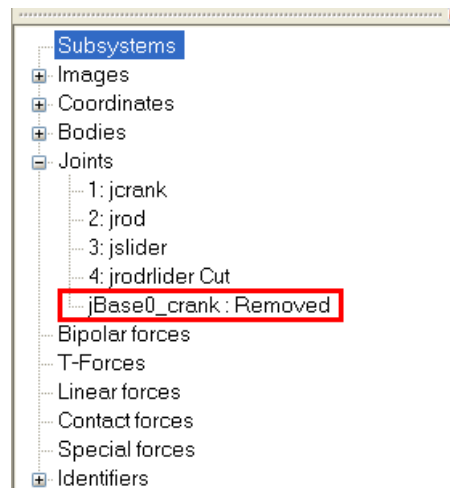 Subsystems
Images
Coordinates
Bodies
Joints
1: jcrank
2: jrod
3: jslider
4: jrodrlider Cut
jBase0_crank : Removed
Bipolar forces
T-Forces
Linear forces
Contact forces
Special forces
Identifiers